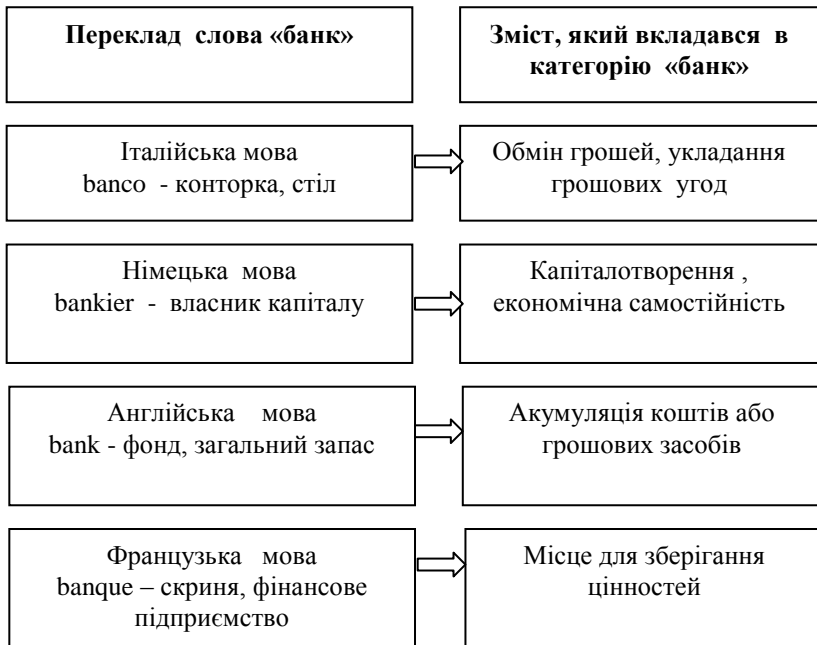 Переклад слова «банк»
Зміст, який вкладався в
категорію «банк»
Італійська мова
banco - конторка, стіл
Обмін грошей, укладання
грошових угод
Німецька мова
bankier - власник капіталу
Капіталотворення ,
економічна самостійність
Англійська мова
bank - фонд, загальний запас
Акумуляція коштів або
грошових засобів
Французька мова
banque – скриня, фінансове
підприємство
Місце для зберігання
цінностей